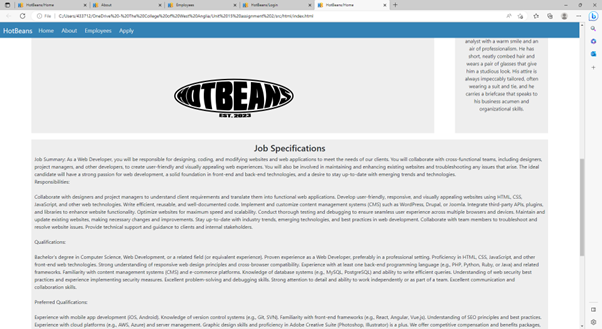 HotBeans/Home
About
Employees
HotBeans/Login
HotBeans/Home
File
C:/Users/433712/OneDrive%20-%20The%20College%20of%20West%20Anglia/Unit%2015%20assignment%202/src/html/index.html
HotBeans Home About Employees Apply
analyst with a warm smile and an
air of professionalism. He has
short, neatly combed hair and
wears a pair of glasses that give
him a studious look. His attire is
always impeccably tailored, often
wearing a suit and tie, and he
carries a briefcase that speaks to
his business acumen and
organizational skills.
HOTBEANS
EST. 2023
Job Specifications
Job Summary: As a Web Developer, you will be responsible for designing, coding, and modifying websites and web applications to meet the needs of our clients. You will collaborate with cross-functional teams, including designers,
project managers, and other developers, to create user-friendly and visually appealing web experiences. You will also be involved in maintaining and enhancing existing websites and troubleshooting any issues that arise. The ideal
candidate will have a strong passion for web development, a solid foundation in front-end and back-end technologies, and a desire to stay up-to-date with emerging trends and technologies.
Responsibilities:
Collaborate with designers and project managers to understand client requirements and translate them into functional web applications. Develop user-friendly, responsive, and visually appealing websites using HTML, CSS,
JavaScript, and other web technologies. Write efficient, reusable, and well-documented code. Implement and customize content management systems (CMS) such as WordPress, Drupal, or Joomla. Integrate third-party APIs, plugins,
and libraries to enhance website functionality. Optimize websites for maximum speed and scalability. Conduct thorough testing and debugging to ensure seamless user experience across multiple browsers and devices. Maintain and
update existing websites, making necessary changes and improvements. Stay up-to-date with industry trends, emerging technologies, and best practices in web development. Collaborate with team members to troubleshoot and
resolve website issues. Provide technical support and guidance to clients and internal stakeholders.
Qualifications:
Bachelor's degree in Computer Science, Web Development, or a related field (or equivalent experience). Proven experience as a Web Developer, preferably in a professional setting. Proficiency in HTML, CSS, JavaScript, and other
front-end web technologies. Strong understanding of responsive web design principles and cross-browser compatibility. Experience with at least one back-end programming language (e.g., PHP, Python, Ruby, or Java) and related
frameworks. Familiarity with content management systems (CMS) and e-commerce platforms. Knowledge of database systems (e.g., MySQL, PostgreSQL) and ability to write efficient queries. Understanding of web security best
practices and experience implementing security measures. Excellent problem-solving and debugging skills. Strong attention to detail and ability to work independently or as part of a team. Excellent communication and
collaboration skills.
Preferred Qualifications:
Experience with mobile app development (iOS, Android). Knowledge of version control systems (e.g., Git, SVN). Familiarity with front-end frameworks (e.g., React, Angular, Vue.js). Understanding of SEO principles and best practices.
Experience with cloud platforms (e.g., AWS, Azure) and server management. Graphic design skills and proficiency in Adobe Creative Suite (Photoshop, Illustrator) is a plus. We offer competitive compensation and benefits packages,